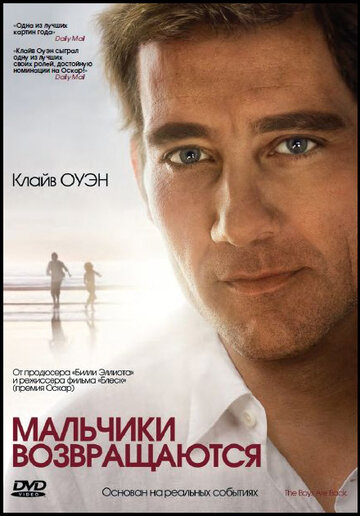 «Одна из лучших
картин года»
Daily Mail
«Клайв Оуэн сыграл
одну из лучших
своих ролей, достойную
номинации на Оскар!»
Daily Mail
Клайв ОУЭН
От продюсера «Билли Эллиота»
и режиссера фильма «Блеск»
(премия Оскар)
МАЛЬЧИКИ
ВОЗВРАЩАЮТСЯ
DVD
VIDEO
Основан на реальных событиях
The Boys Are Back